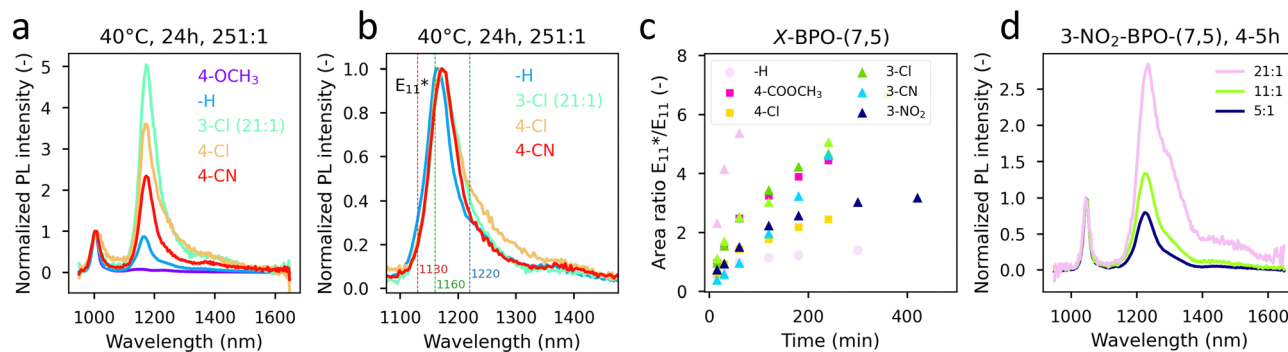 a
40°C, 24h, 251:1
Normalized PL intensity (-)
5
4
3
2
1
0
4-OCH₃
-H
3-Cl (21:1)
4-Cl
4-CN
1000 1200 1400 1600
Wavelength (nm)
b
40°C, 24h, 251:1
Normalized PL intensity (-)
1.0
0.8
0.6
0.4
0.2
0.0
E₁₁*
-H
3-Cl (21:1)
4-Cl
4-CN
1130
1160
1220
1100 1200 1300 1400
Wavelength (nm)
c
X-BPO-(7,5)
Area ratio E₁₁*/E₁₁ (-)
8
6
4
2
0
-H
4-COOCH₃
4-Cl
3-Cl
3-CN
3-NO₂
0 200 400
Time (min)
d
3-NO₂-BPO-(7,5), 4-5h
Normalized PL intensity (-)
3.0
2.0
1.0
0.0
21:1
11:1
5:1
1000 1200 1400 1600
Wavelength (nm)